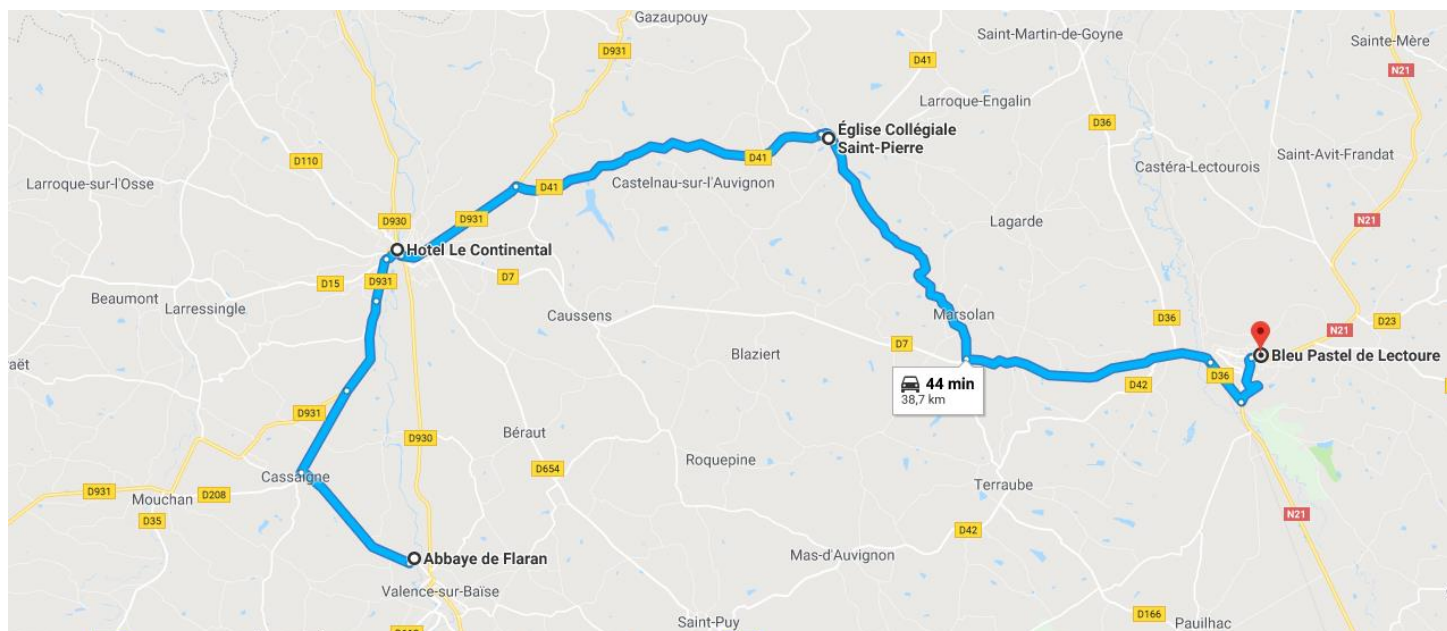 Gazaupouy
Saint-Martin-de-Goyne
Sainte-Mère
D931
D41
N21
Larroque-Engalin
Église Collégiale
Saint-Pierre
D36
D110
D41
Castéra-Lectourois
Saint-Avit-Frandat
Larroque-sur-l'Osse
D41
Castelnau-sur-l'Auvignon
D930
D931
Lagarde
N21
Hotel Le Continental
D7
D15
D931
Beaumont
Larressingle
Caussens
Marsolan
D36
D23
N21
Blaziert
D7
Bleu Pastel de Lectoure
raët
44 min
38,7 km
D42
D36
D931
D930
Béraut
Roquepine
D654
Cassaigne
Terraube
D931
Mouchan
D208
D35
N21
D42
Abbaye de Flaran
Mas-d'Auvignon
Valence-sur-Baïse
D166
Saint-Puy
Pauilhac